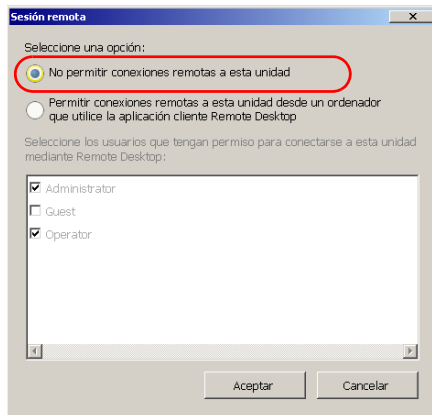 Sesión remota
Seleccione una opción:
No permitir conexiones remotas a esta unidad
Permitir conexiones remotas a esta unidad desde un ordenador
que utilice la aplicación cliente Remote Desktop
Seleccione los usuarios que tengan permiso para conectarse a esta unidad
mediante Remote Desktop:
Administrator
Guest
Operator
Aceptar
Cancelar